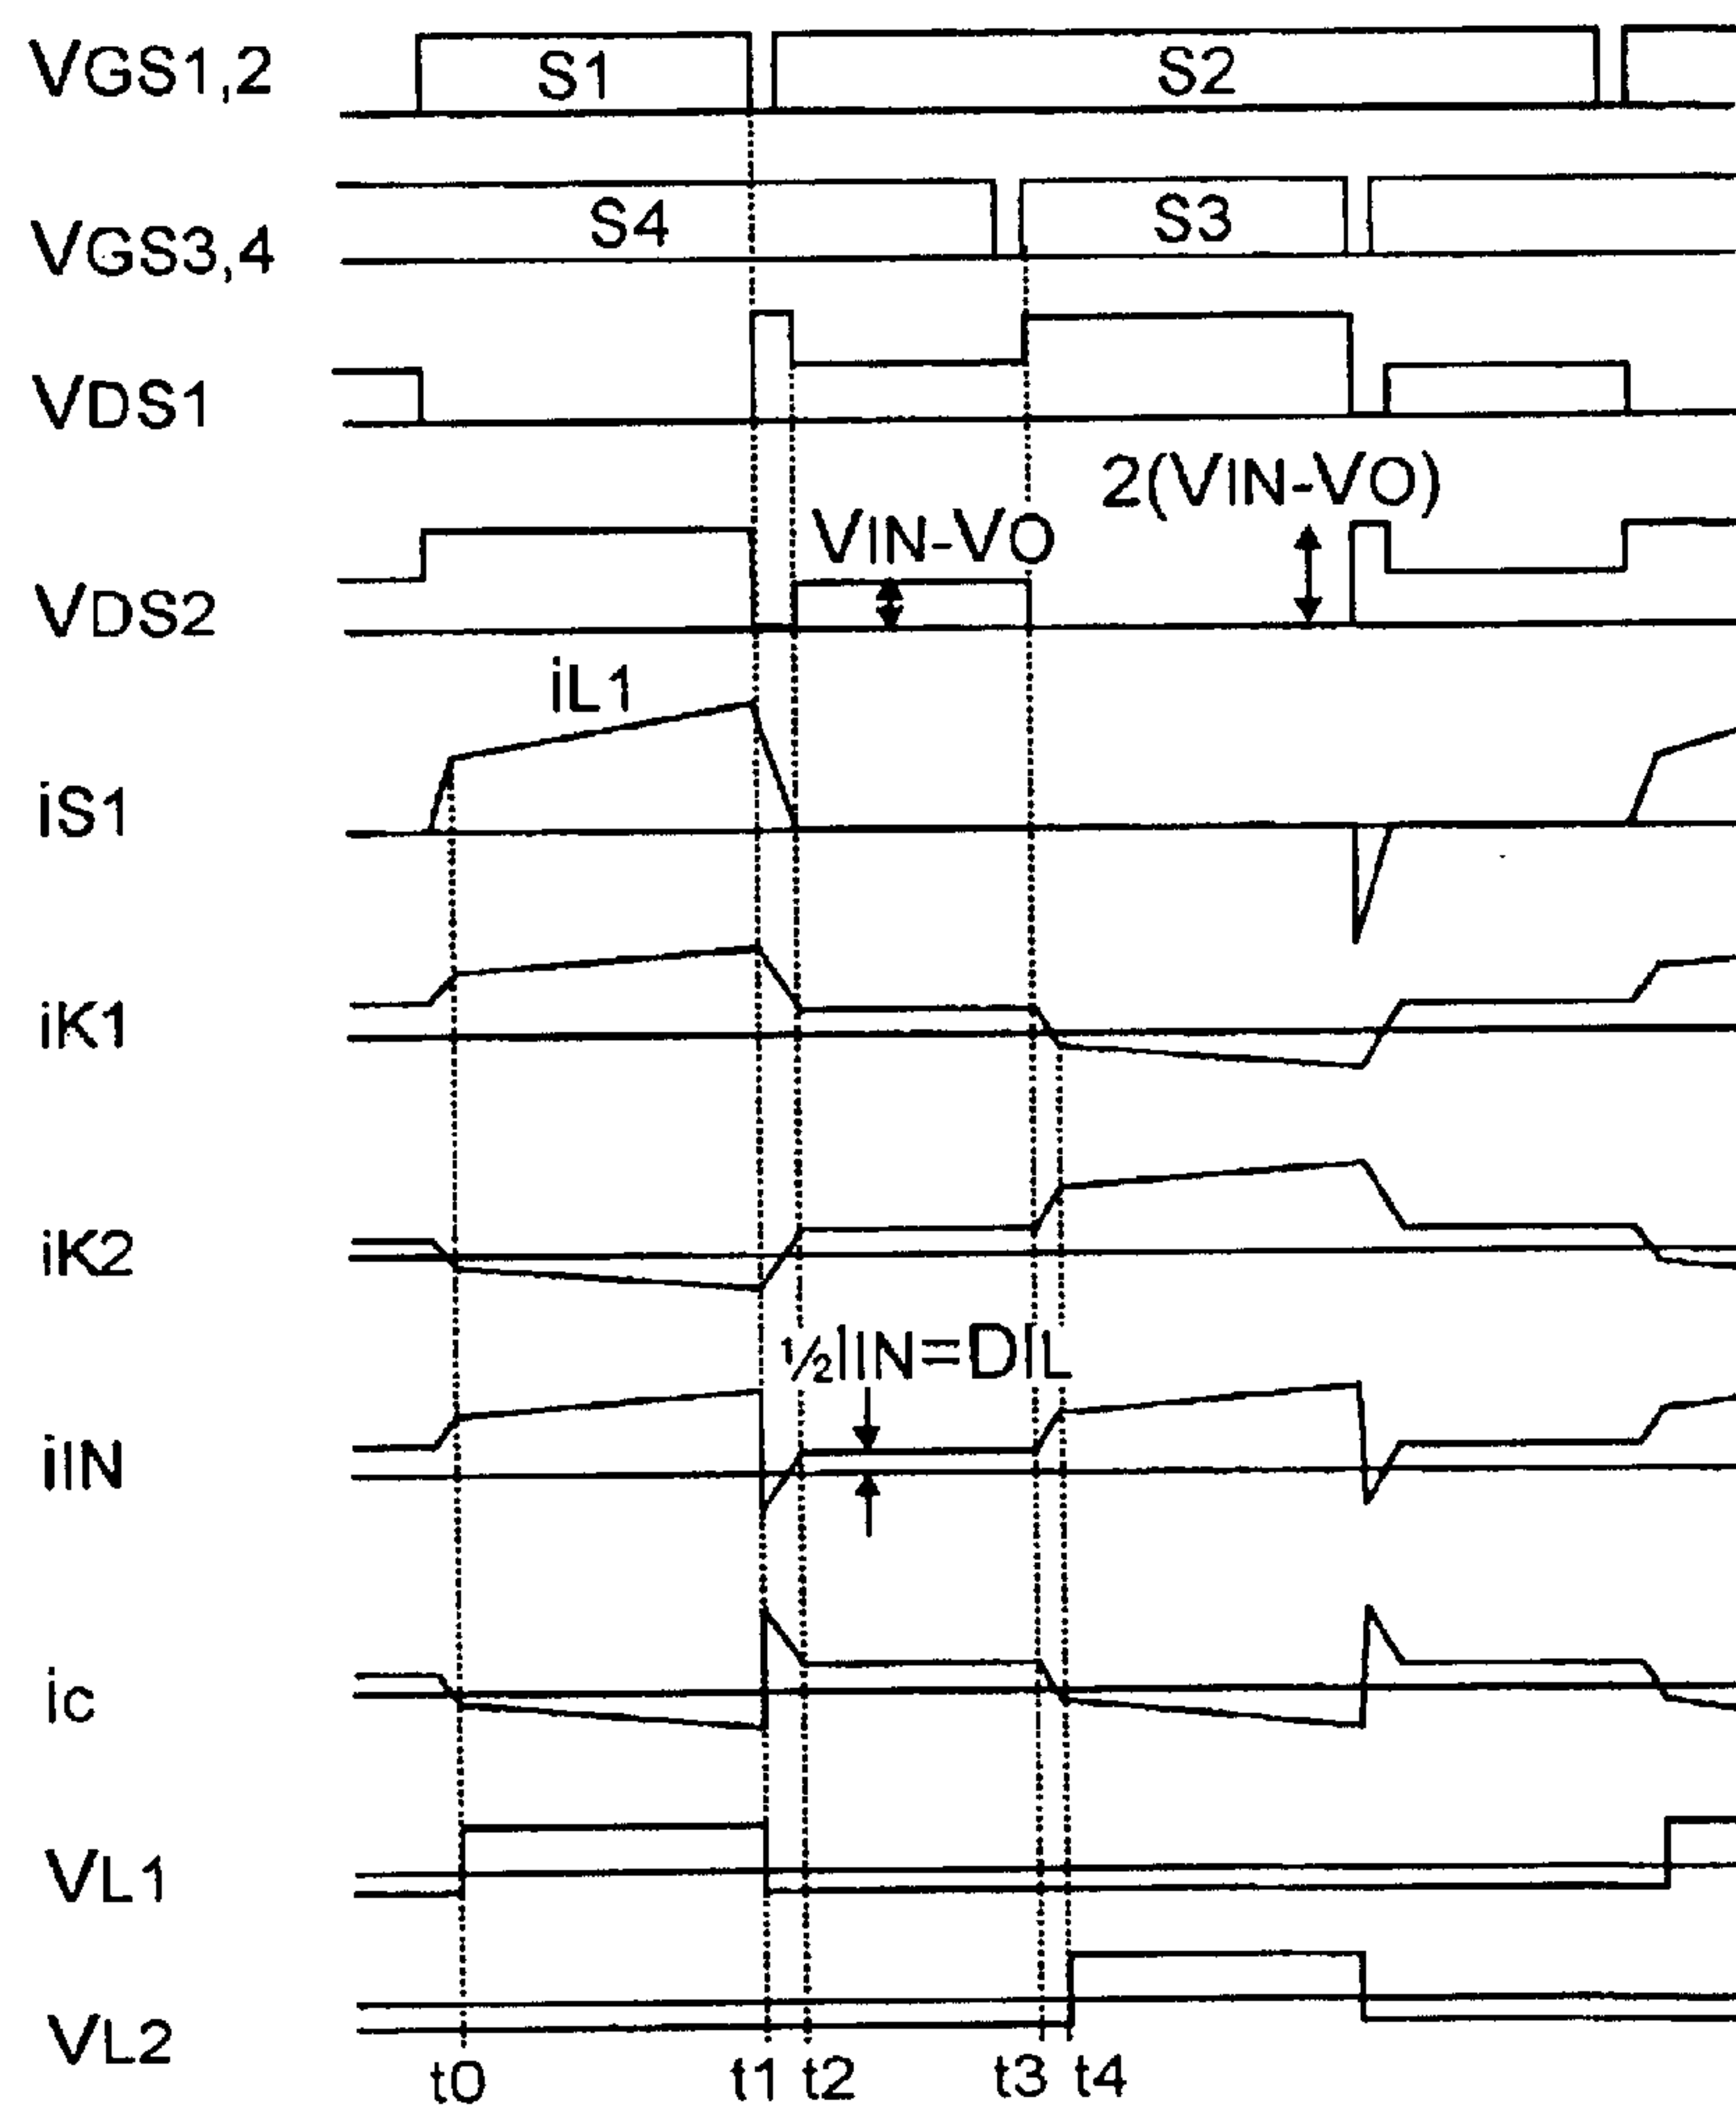 VGS1,2
S1
S2
VGS3,4
S4
S3
VDS1
2(VIN-VO)
VIN-VO
VDS2
iL1
iS1
iK1
iK2
½IIN=DIL
iIN
ic
VL1
VL2
t0 t1 t2 t3 t4